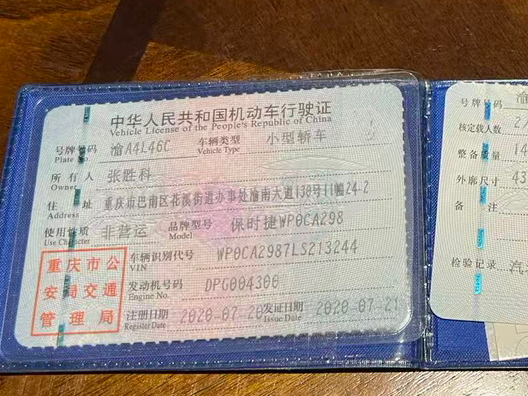 中华人民共和国机动车行驶证
Vehicle License of the People's Republic of China
号牌号码 渝A4L46C 车辆类型 小型轿车
Plate No. Vehicle Type
所有人 张胜科
Owner
住址 重庆市巴南区花溪街道办事处渝南大道138号11幢24-2
Address
使用性质 非营运 品牌型号 保时捷WP0CA298
Use Character Model
车辆识别代号 WP0CA2987LS213244
VIN
发动机号码 DPG004306
Engine No.
注册日期 2020-07-20 发证日期 2020-07-21
Register Date Issue Date
重庆市公
安局交通
管理局
号牌号码 渝
核定载人数 2
整备质量 14
外廓尺寸 43
备注
检验记录 汽